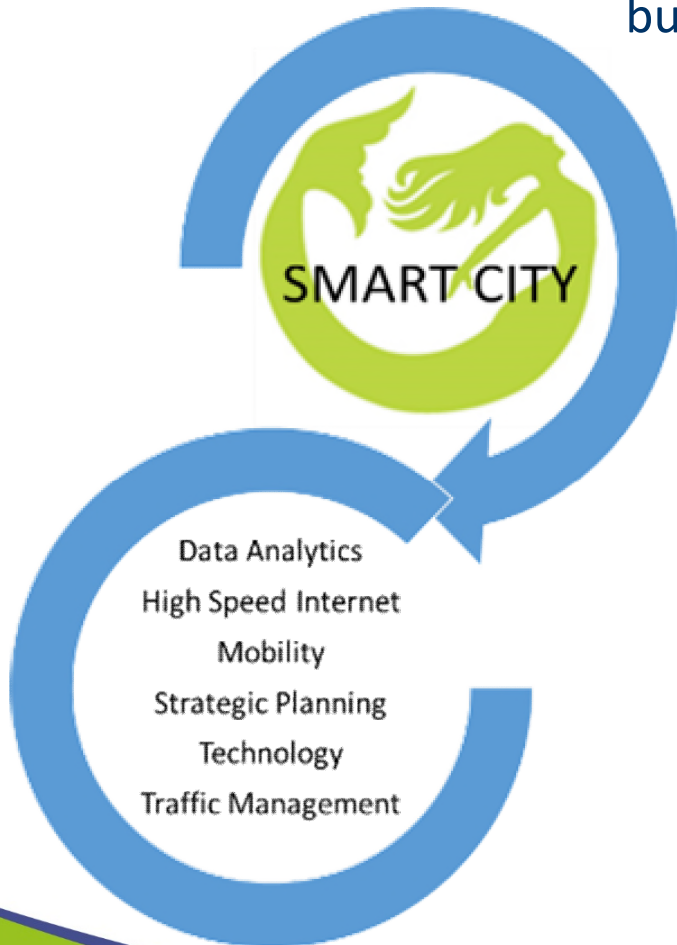 bu
SMART CITY
Data Analytics
High Speed Internet
Mobility
Strategic Planning
Technology
Traffic Management